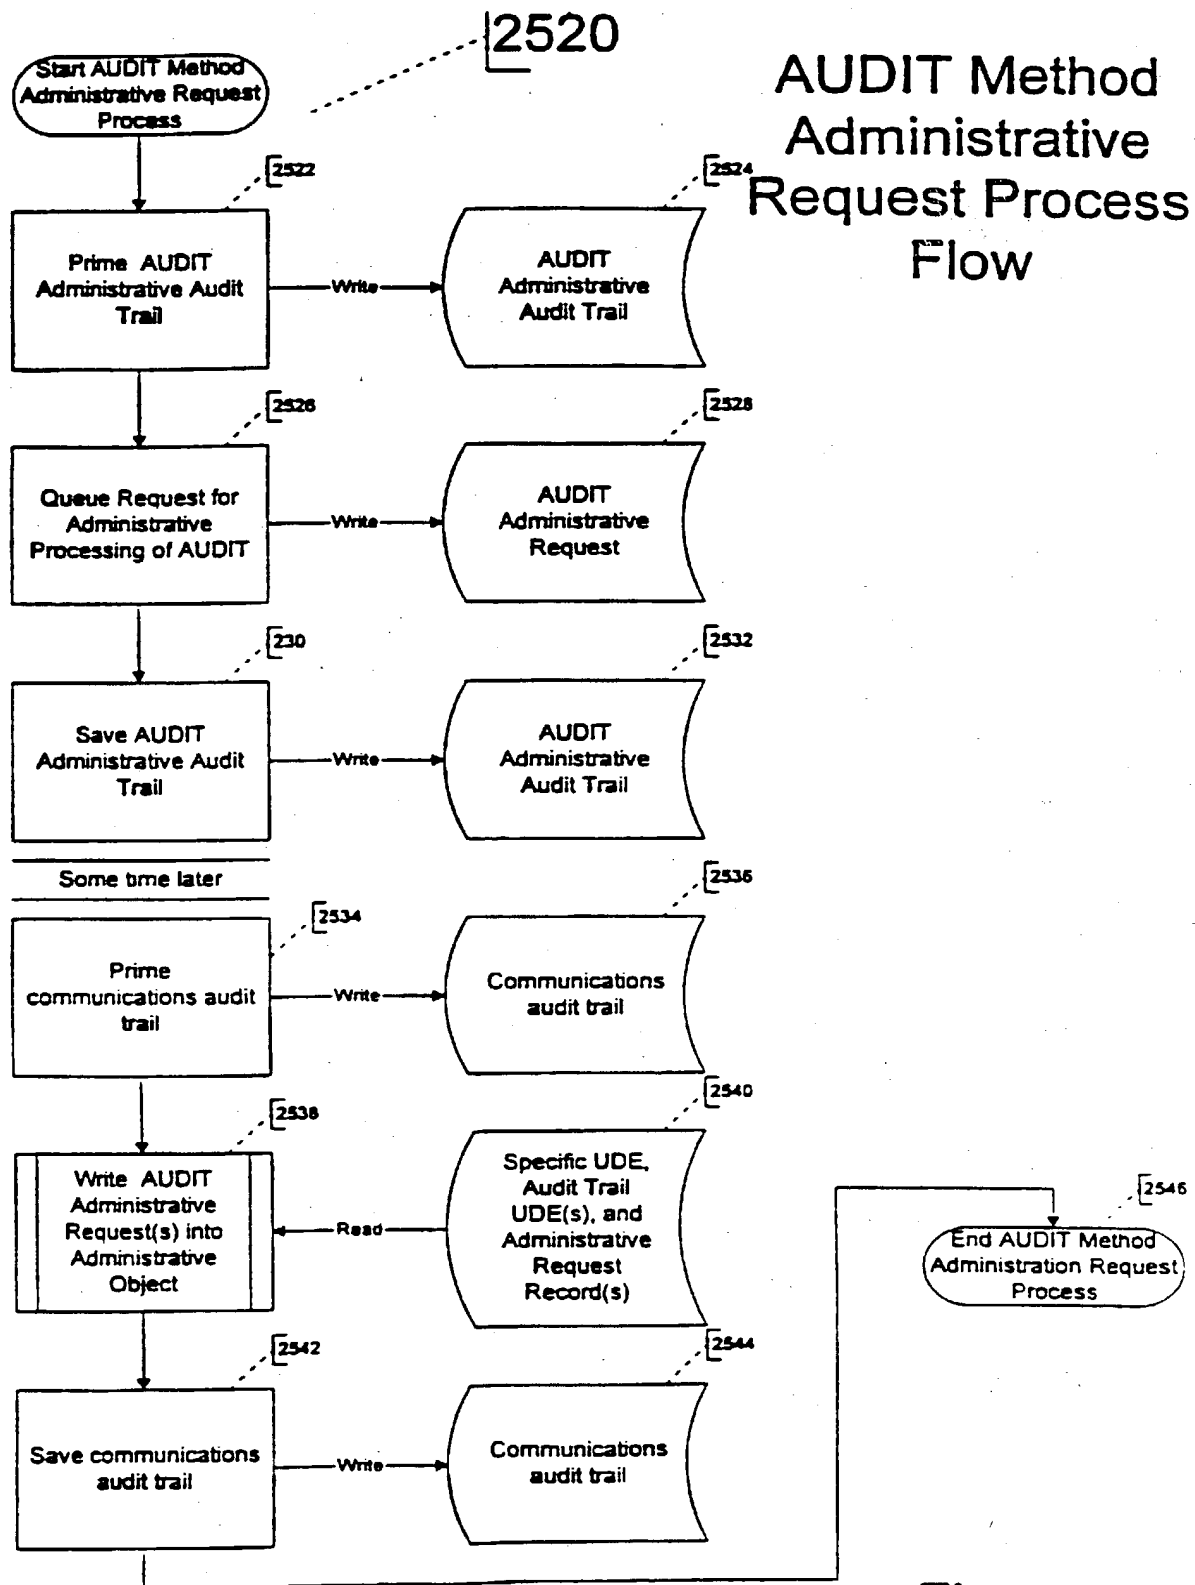 2520
AUDIT Method
Administrative
Request Process
Flow
Start AUDIT Method
Administrative Request
Process
2522
Prime AUDIT
Administrative Audit
Trail
Write
2524
AUDIT
Administrative
Audit Trail
2526
Queue Request for
Administrative
Processing of AUDIT
Write
2528
AUDIT
Administrative
Request
230
Save AUDIT
Administrative Audit
Trail
Write
2532
AUDIT
Administrative
Audit Trail
Some time later
2534
Prime
communications audit
trail
Write
2536
Communications
audit trail
2538
Write AUDIT
Administrative
Request(s) into
Administrative
Object
Read
2540
Specific UDE,
Audit Trail
UDE(s), and
Administrative
Request
Record(s)
2542
Save communications
audit trail
Write
2544
Communications
audit trail
2546
End AUDIT Method
Administration Request
Process